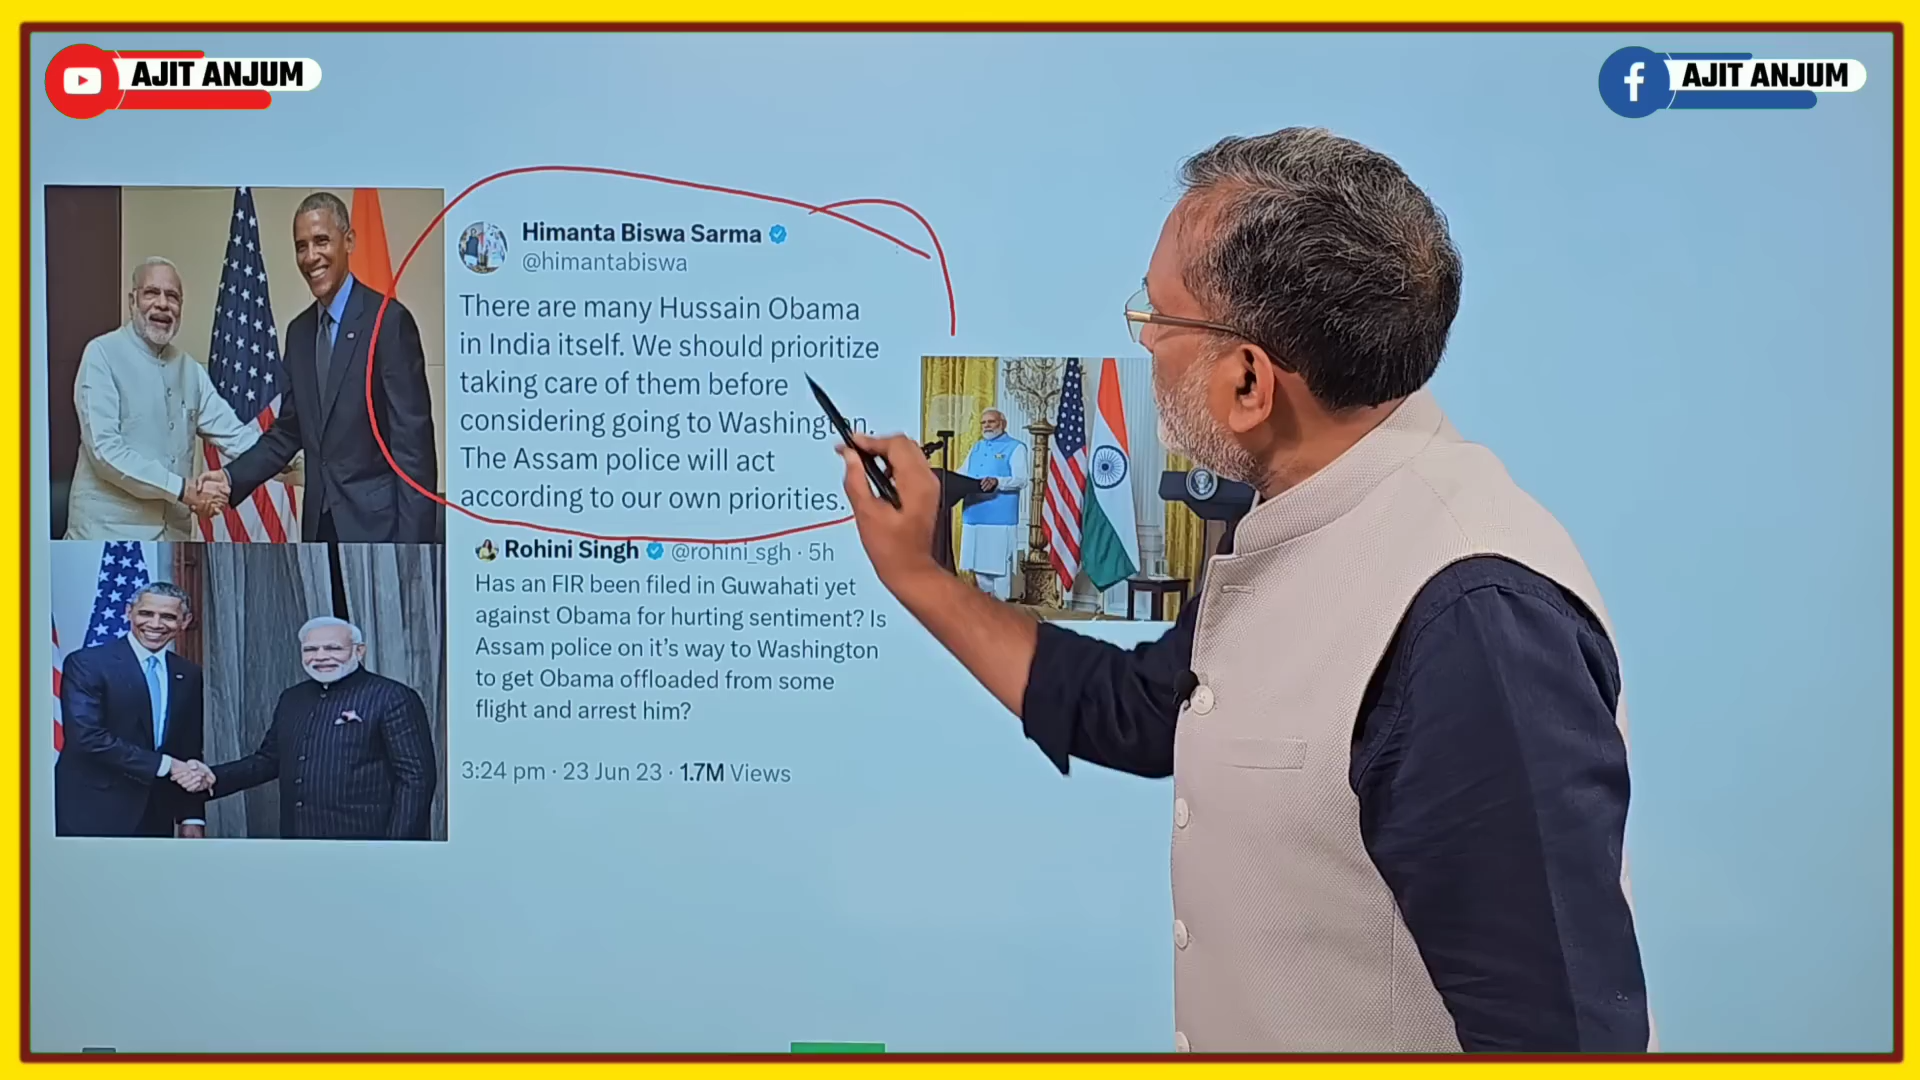 AJIT ANJUM
AJIT ANJUM
Himanta Biswa Sarma
@himantabiswa
There are many Hussain Obama
in India itself. We should prioritize
taking care of them before
considering going to Washington.
The Assam police will act
according to our own priorities.
Rohini Singh @rohini_sgh · 5h
Has an FIR been filed in Guwahati yet
against Obama for hurting sentiment? Is
Assam police on it's way to Washington
to get Obama offloaded from some
flight and arrest him?
3:24 pm · 23 Jun 23 · 1.7M Views